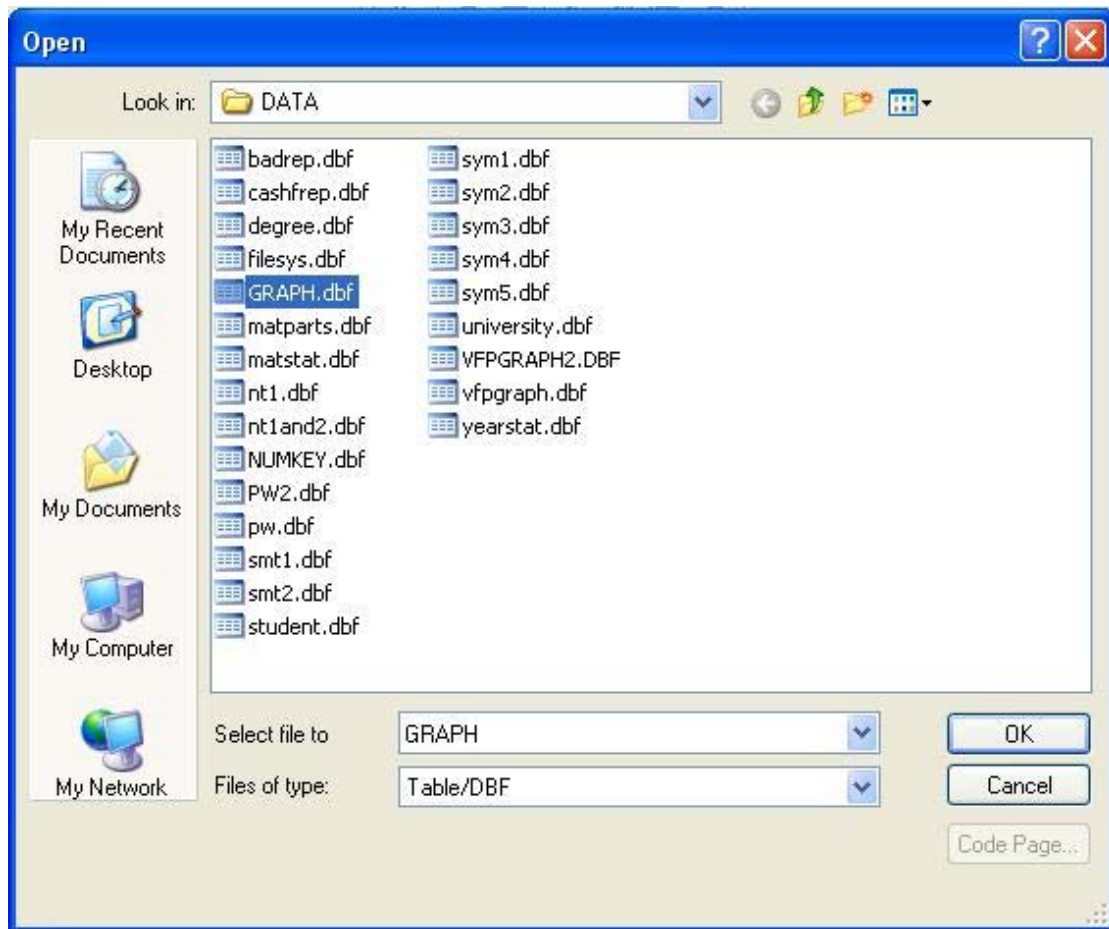 Open
Look in: DATA
My Recent
Documents
Desktop
My Documents
My Computer
My Network
badrep.dbf
cashfrep.dbf
degree.dbf
filesys.dbf
GRAPH.dbf
matparts.dbf
matstat.dbf
nt1.dbf
nt1and2.dbf
NUMKEY.dbf
PW2.dbf
pw.dbf
smt1.dbf
smt2.dbf
student.dbf
sym1.dbf
sym2.dbf
sym3.dbf
sym4.dbf
sym5.dbf
university.dbf
VFPGRAPH2.DBF
vfpgraph.dbf
yearstat.dbf
Select file to GRAPH OK
Files of type: Table/DBF Cancel
Code Page...